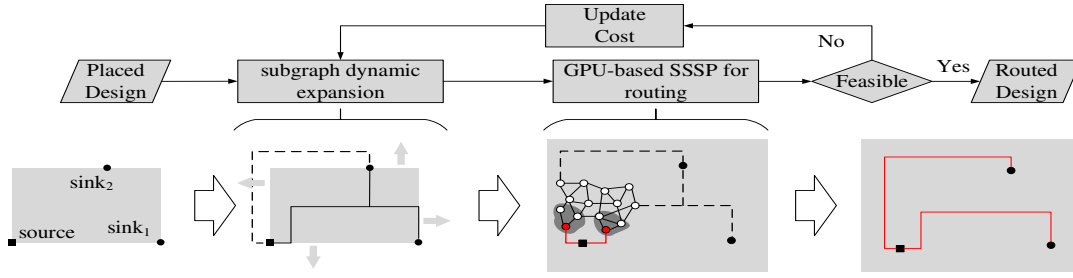 Update
Cost
No
Placed
Design
subgraph dynamic
expansion
GPU-based SSSP for
routing
Feasible
Yes
Routed
Design
sink2
source
sink1